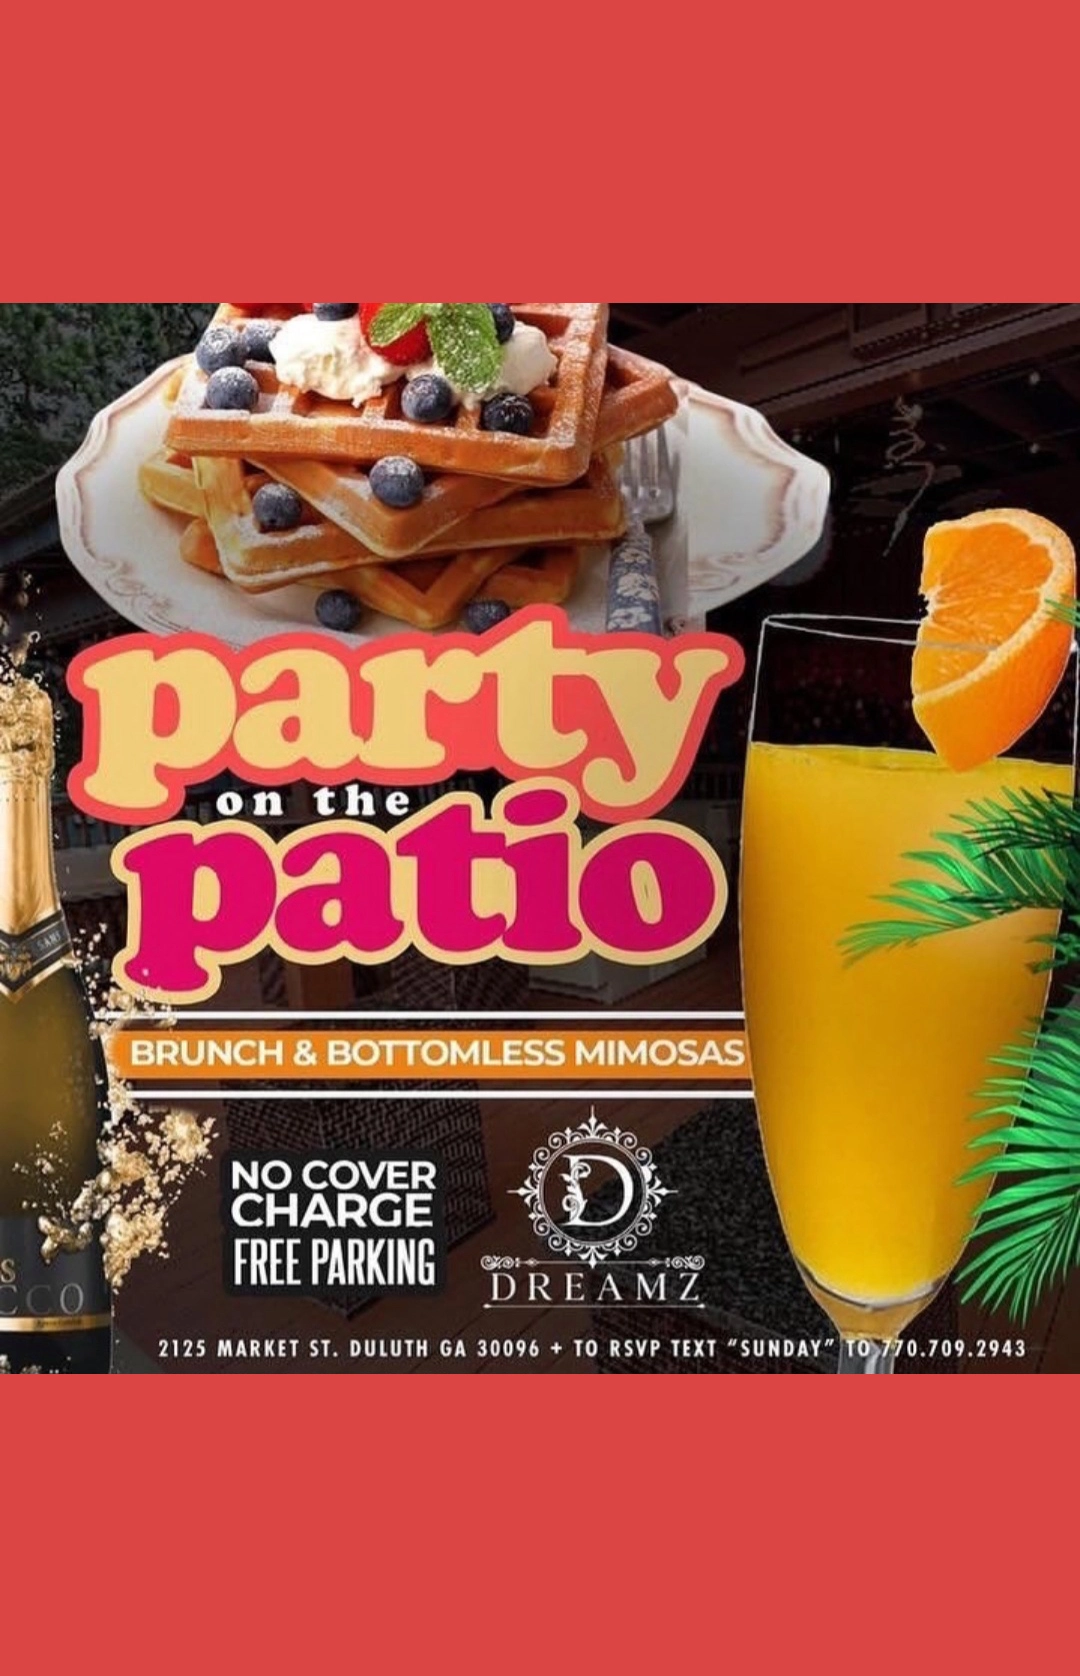 party
on the
patio
BRUNCH & BOTTOMLESS MIMOSAS
NO COVER
CHARGE
FREE PARKING
D
DREAMZ
2125 MARKET ST. DULUTH GA 30096 + TO RSVP TEXT “SUNDAY” TO 770.709.2943